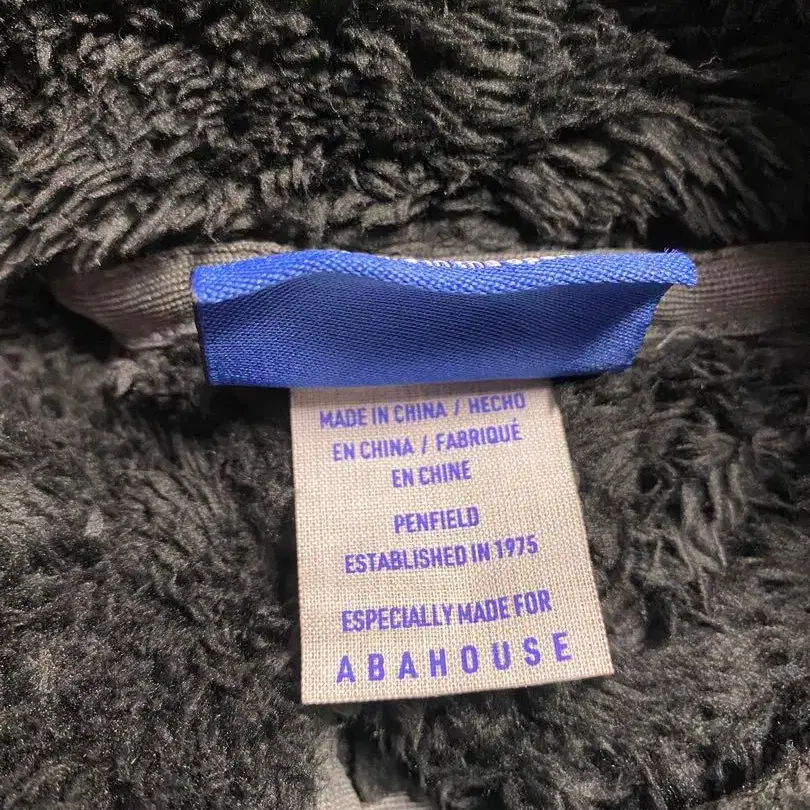 MADE IN CHINA / HECHO
EN CHINA / FABRIQUÉ
EN CHINE
PENFIELD
ESTABLISHED IN 1975
ESPECIALLY MADE FOR
ABAHOUSE